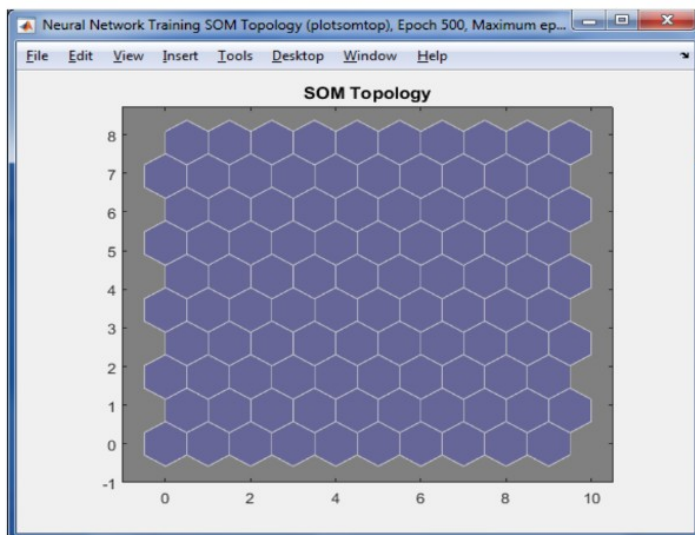 Neural Network Training SOM Topology (plotsomtop), Epoch 500, Maximum ep...
File Edit View Insert Tools Desktop Window Help
SOM Topology
8
7
6
5
4
3
2
1
0
-1
0 2 4 6 8 10